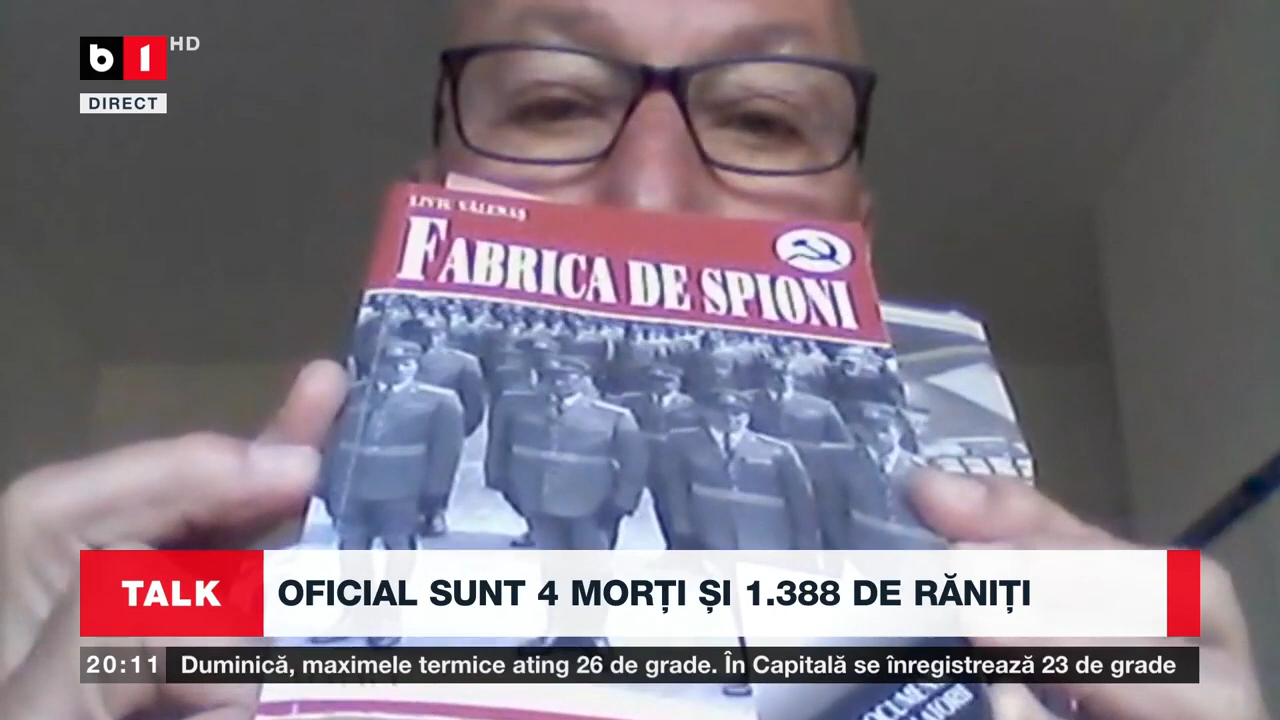 b1 HD
DIRECT
LIVIU VĂLENAȘ
FABRICA DE SPIONI
TALK
OFICIAL SUNT 4 MORȚI ȘI 1.388 DE RĂNIȚI
20:11 Duminică, maximele termice ating 26 de grade. În Capitală se înregistrează 23 de grade